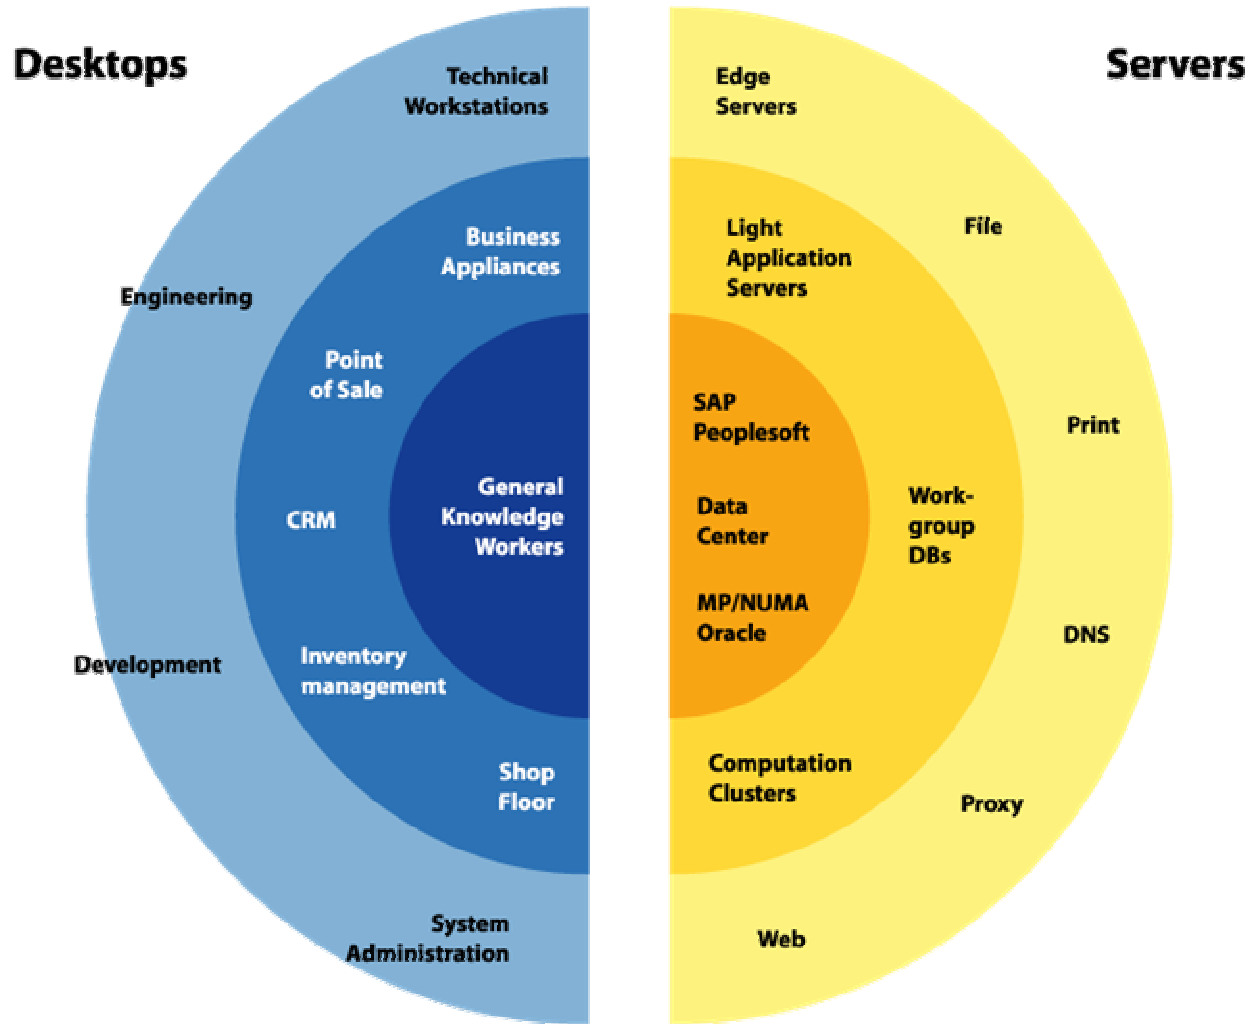 Desktops
Technical
Workstations
Business
Appliances
Engineering
Point
of Sale
General
Knowledge
Workers
CRM
Inventory
management
Development
Shop
Floor
System
Administration
Servers
Edge
Servers
File
Light
Application
Servers
SAP
Peoplesoft
Print
Work-
group
DBs
Data
Center
MP/NUMA
Oracle
DNS
Computation
Clusters
Proxy
Web